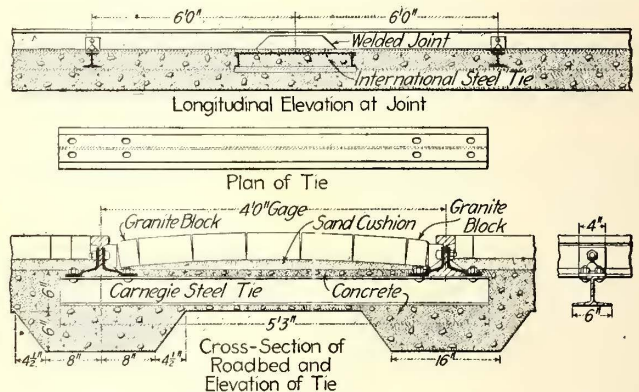 6'0" 6'0"
Welded Joint
International Steel Tie
Longitudinal Elevation at Joint
Plan of Tie
4'0" Gage
Granite Block
Sand Cushion
Granite
Block
4"
6"
Carnegie Steel Tie
Concrete
6"
5'3"
6"
4½" 8" 8" 4½"
16"
Cross-Section of
Roadbed and
Elevation of Tie